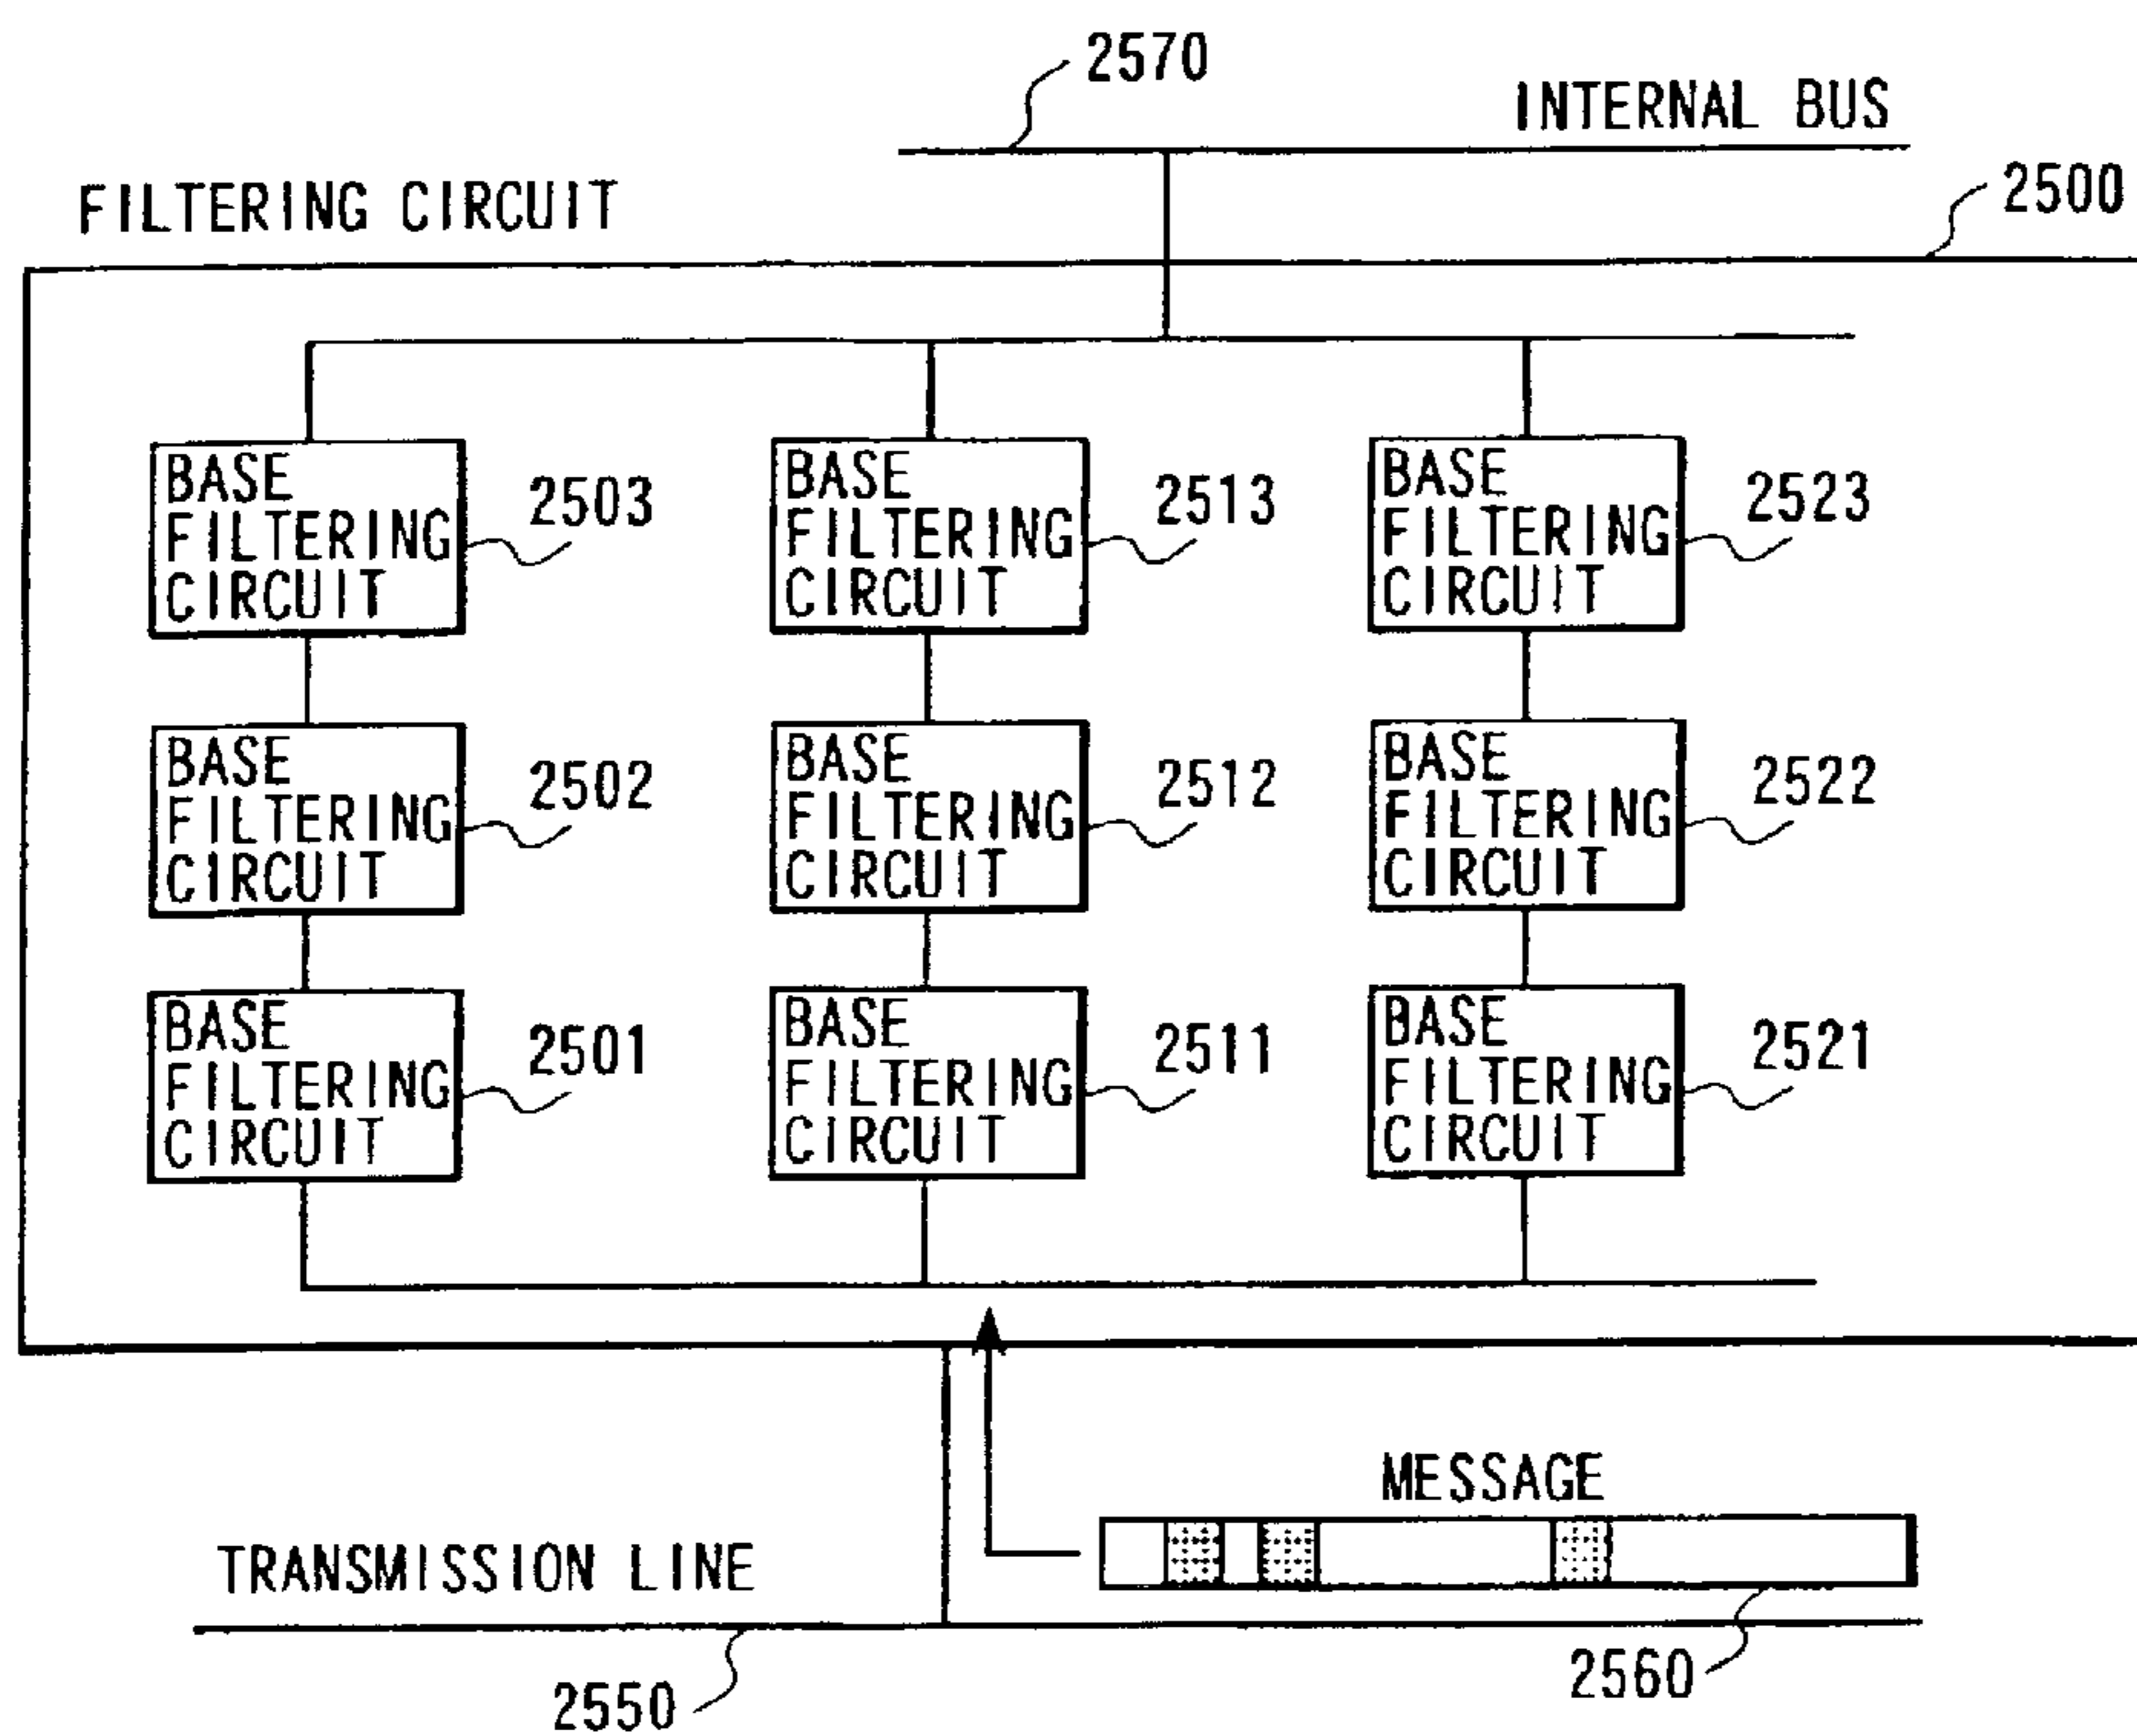 2570
INTERNAL BUS
FILTERING CIRCUIT
2500
BASE
FILTERING
CIRCUIT
2503
BASE
FILTERING
CIRCUIT
2513
BASE
FILTERING
CIRCUIT
2523
BASE
FILTERING
CIRCUIT
2502
BASE
FILTERING
CIRCUIT
2512
BASE
FILTERING
CIRCUIT
2522
BASE
FILTERING
CIRCUIT
2501
BASE
FILTERING
CIRCUIT
2511
BASE
FILTERING
CIRCUIT
2521
MESSAGE
TRANSMISSION LINE
2560
2550